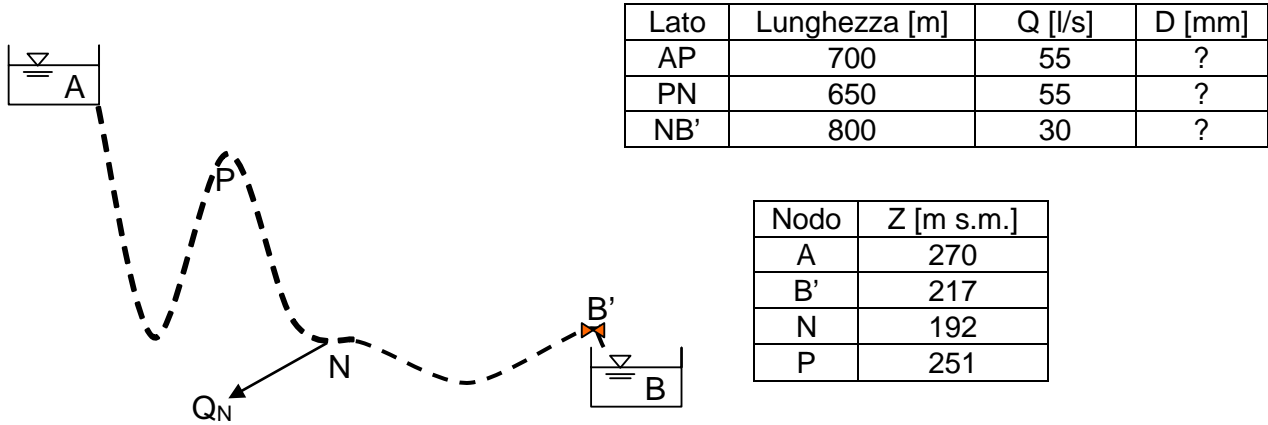 Lato Lunghezza [m] Q [l/s] D [mm]
AP 700 55 ?
PN 650 55 ?
NB' 800 30 ?
A
P
Nodo Z [m s.m.]
A 270
B' 217
N 192
P 251
B'
N
B
QN